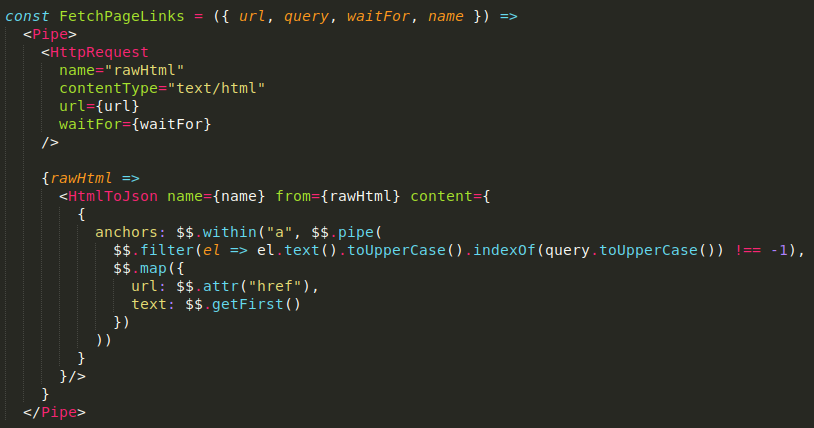 const FetchPageLinks = ({ url, query, waitFor, name }) =>
  <Pipe>
    <HttpRequest
      name="rawHtml"
      contentType="text/html"
      url={url}
      waitFor={waitFor}
    />

    {rawHtml =>
      <HtmlToJson name={name} from={rawHtml} content={
        {
          anchors: $$.within("a", $$.pipe(
            $$.filter(el => el.text().toUpperCase().indexOf(query.toUpperCase()) !== -1),
            $$.map({
              url: $$.attr("href"),
              text: $$.getFirst()
            })
          ))
        }
      }/>
    }
  </Pipe>